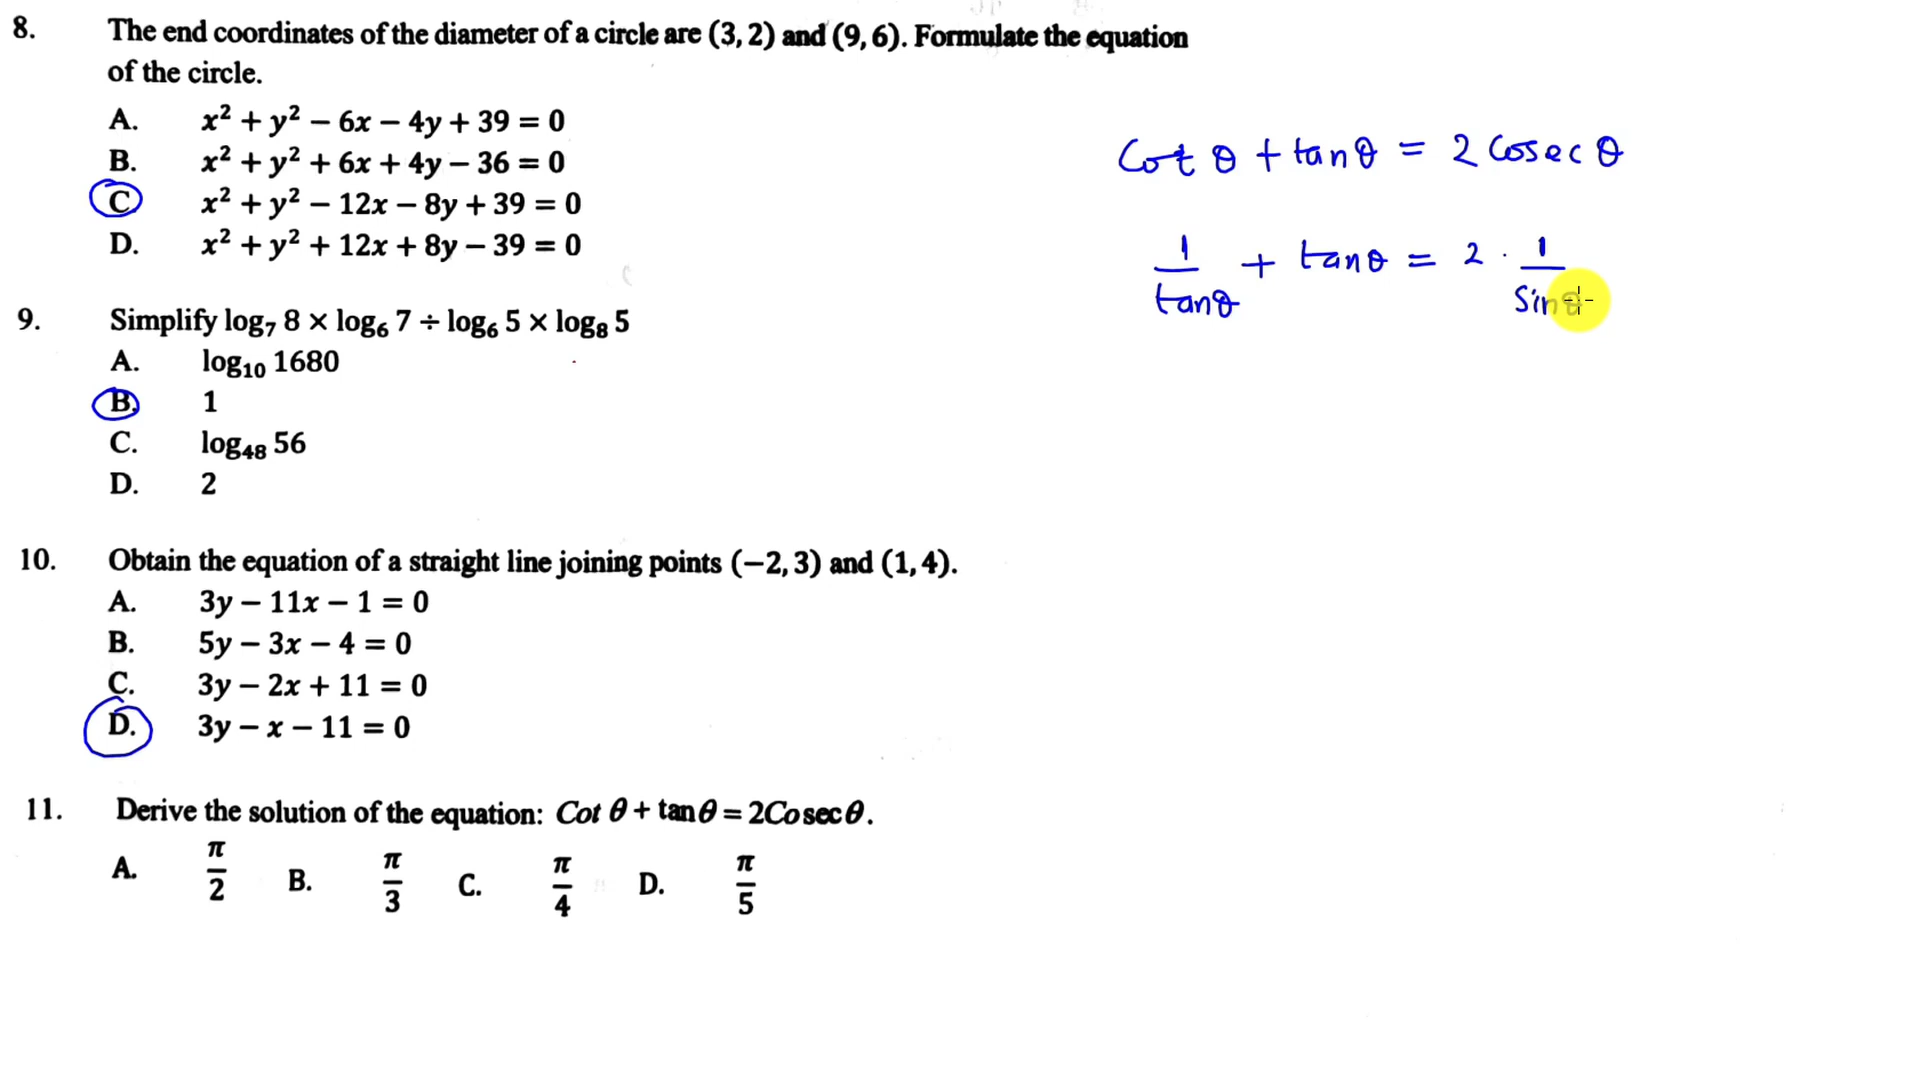 8. The end coordinates of the diameter of a circle are (3, 2) and (9, 6). Formulate the equation
of the circle.
A. x² + y² − 6x − 4y + 39 = 0
B. x² + y² + 6x + 4y − 36 = 0
C x² + y² − 12x − 8y + 39 = 0
D. x² + y² + 12x + 8y − 39 = 0
9. Simplify log₇ 8 × log₆ 7 ÷ log₆ 5 × log₈ 5
A. log₁₀ 1680
B. 1
C. log₄₈ 56
D. 2
10. Obtain the equation of a straight line joining points (−2, 3) and (1, 4).
A. 3y − 11x − 1 = 0
B. 5y − 3x − 4 = 0
C. 3y − 2x + 11 = 0
D. 3y − x − 11 = 0
11. Derive the solution of the equation: Cot θ + tanθ = 2Cosecθ.
A. π/2 B. π/3 C. π/4 D. π/5
Cot θ + tanθ = 2 Cosec θ
1/tanθ + tanθ = 2 · 1/Sinθ